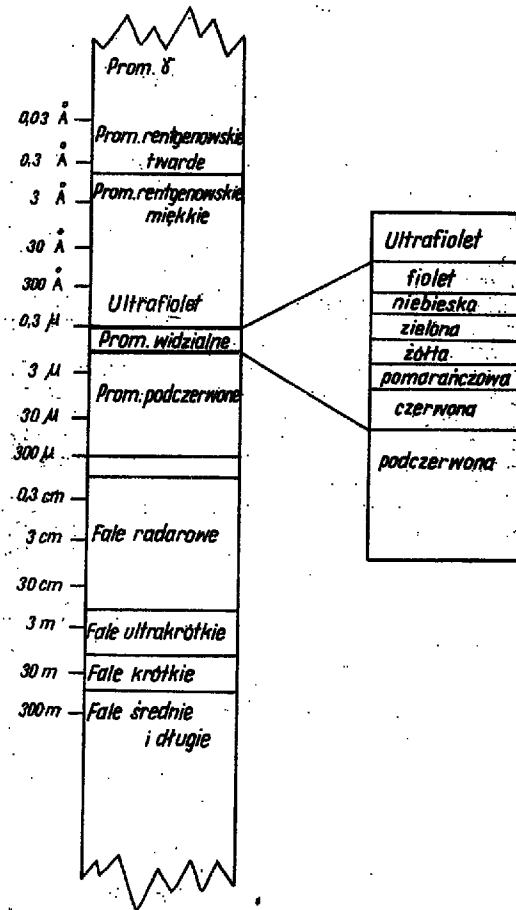 Prom. ɣ
0,03 Å
Prom. rentgenowskie
twarde
0,3 Å
Prom. rentgenowskie
miękkie
3 Å
30 Å
300 Å
Ultrafiolet
0,3 μ
Prom. widzialne
3 μ
Prom. podczerwone
30 μ
300 μ
0,3 cm
Fale radarowe
3 cm
30 cm
3 m
Fale ultrakrótkie
30 m
Fale krótkie
300 m
Fale średnie
i długie
Ultrafiolet
fiolet
niebieska
zielona
żółta
pomarańczowa
czerwona
podczerwona